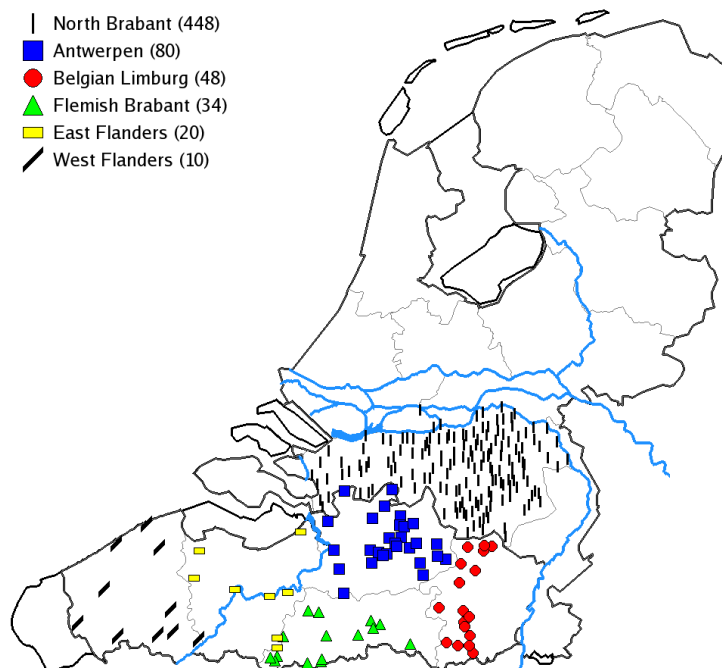 North Brabant (448)
Antwerpen (80)
Belgian Limburg (48)
Flemish Brabant (34)
East Flanders (20)
West Flanders (10)